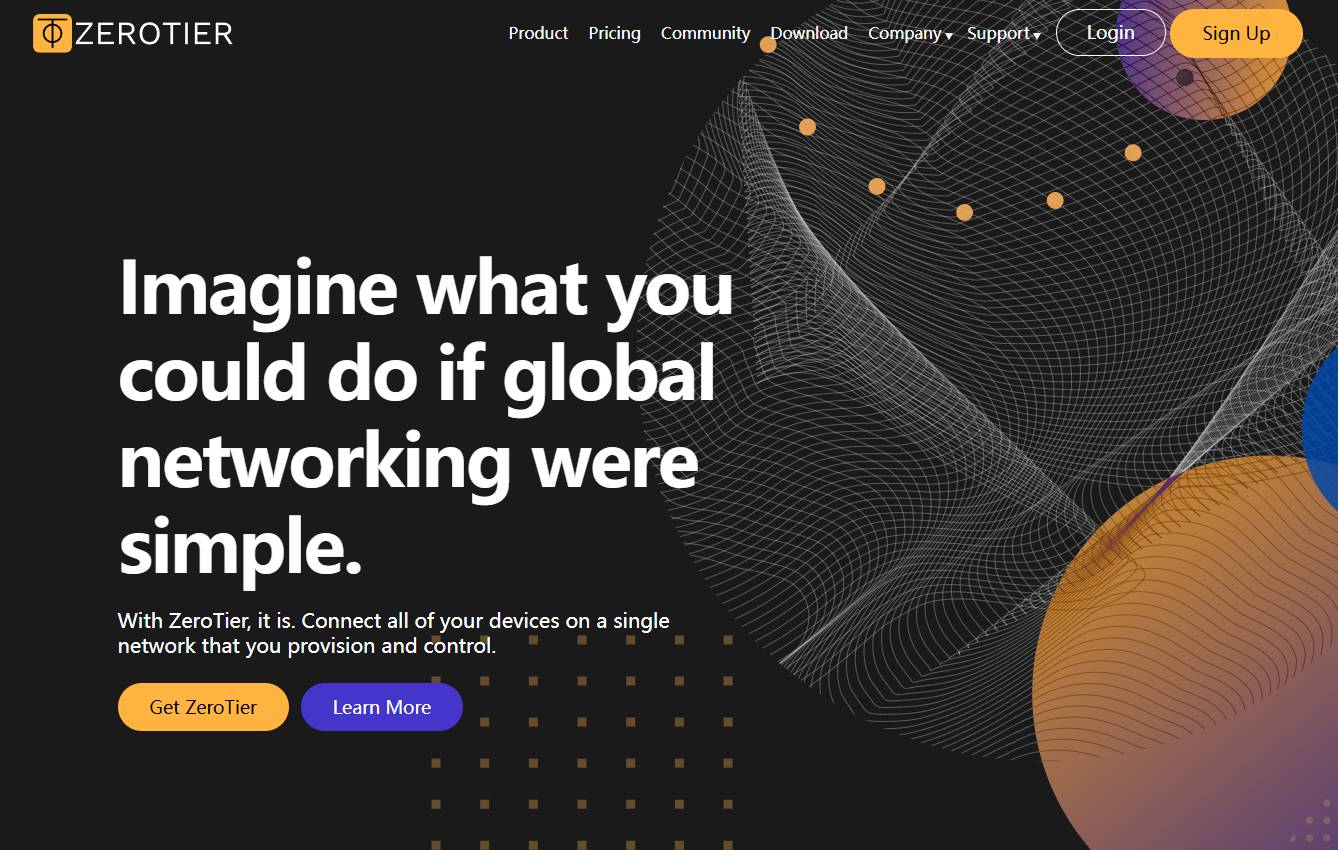 ZEROTIER
Product Pricing Community Download Company Support Login Sign Up
Imagine what you
could do if global
networking were
simple.
With ZeroTier, it is. Connect all of your devices on a single
network that you provision and control.
Get ZeroTier Learn More